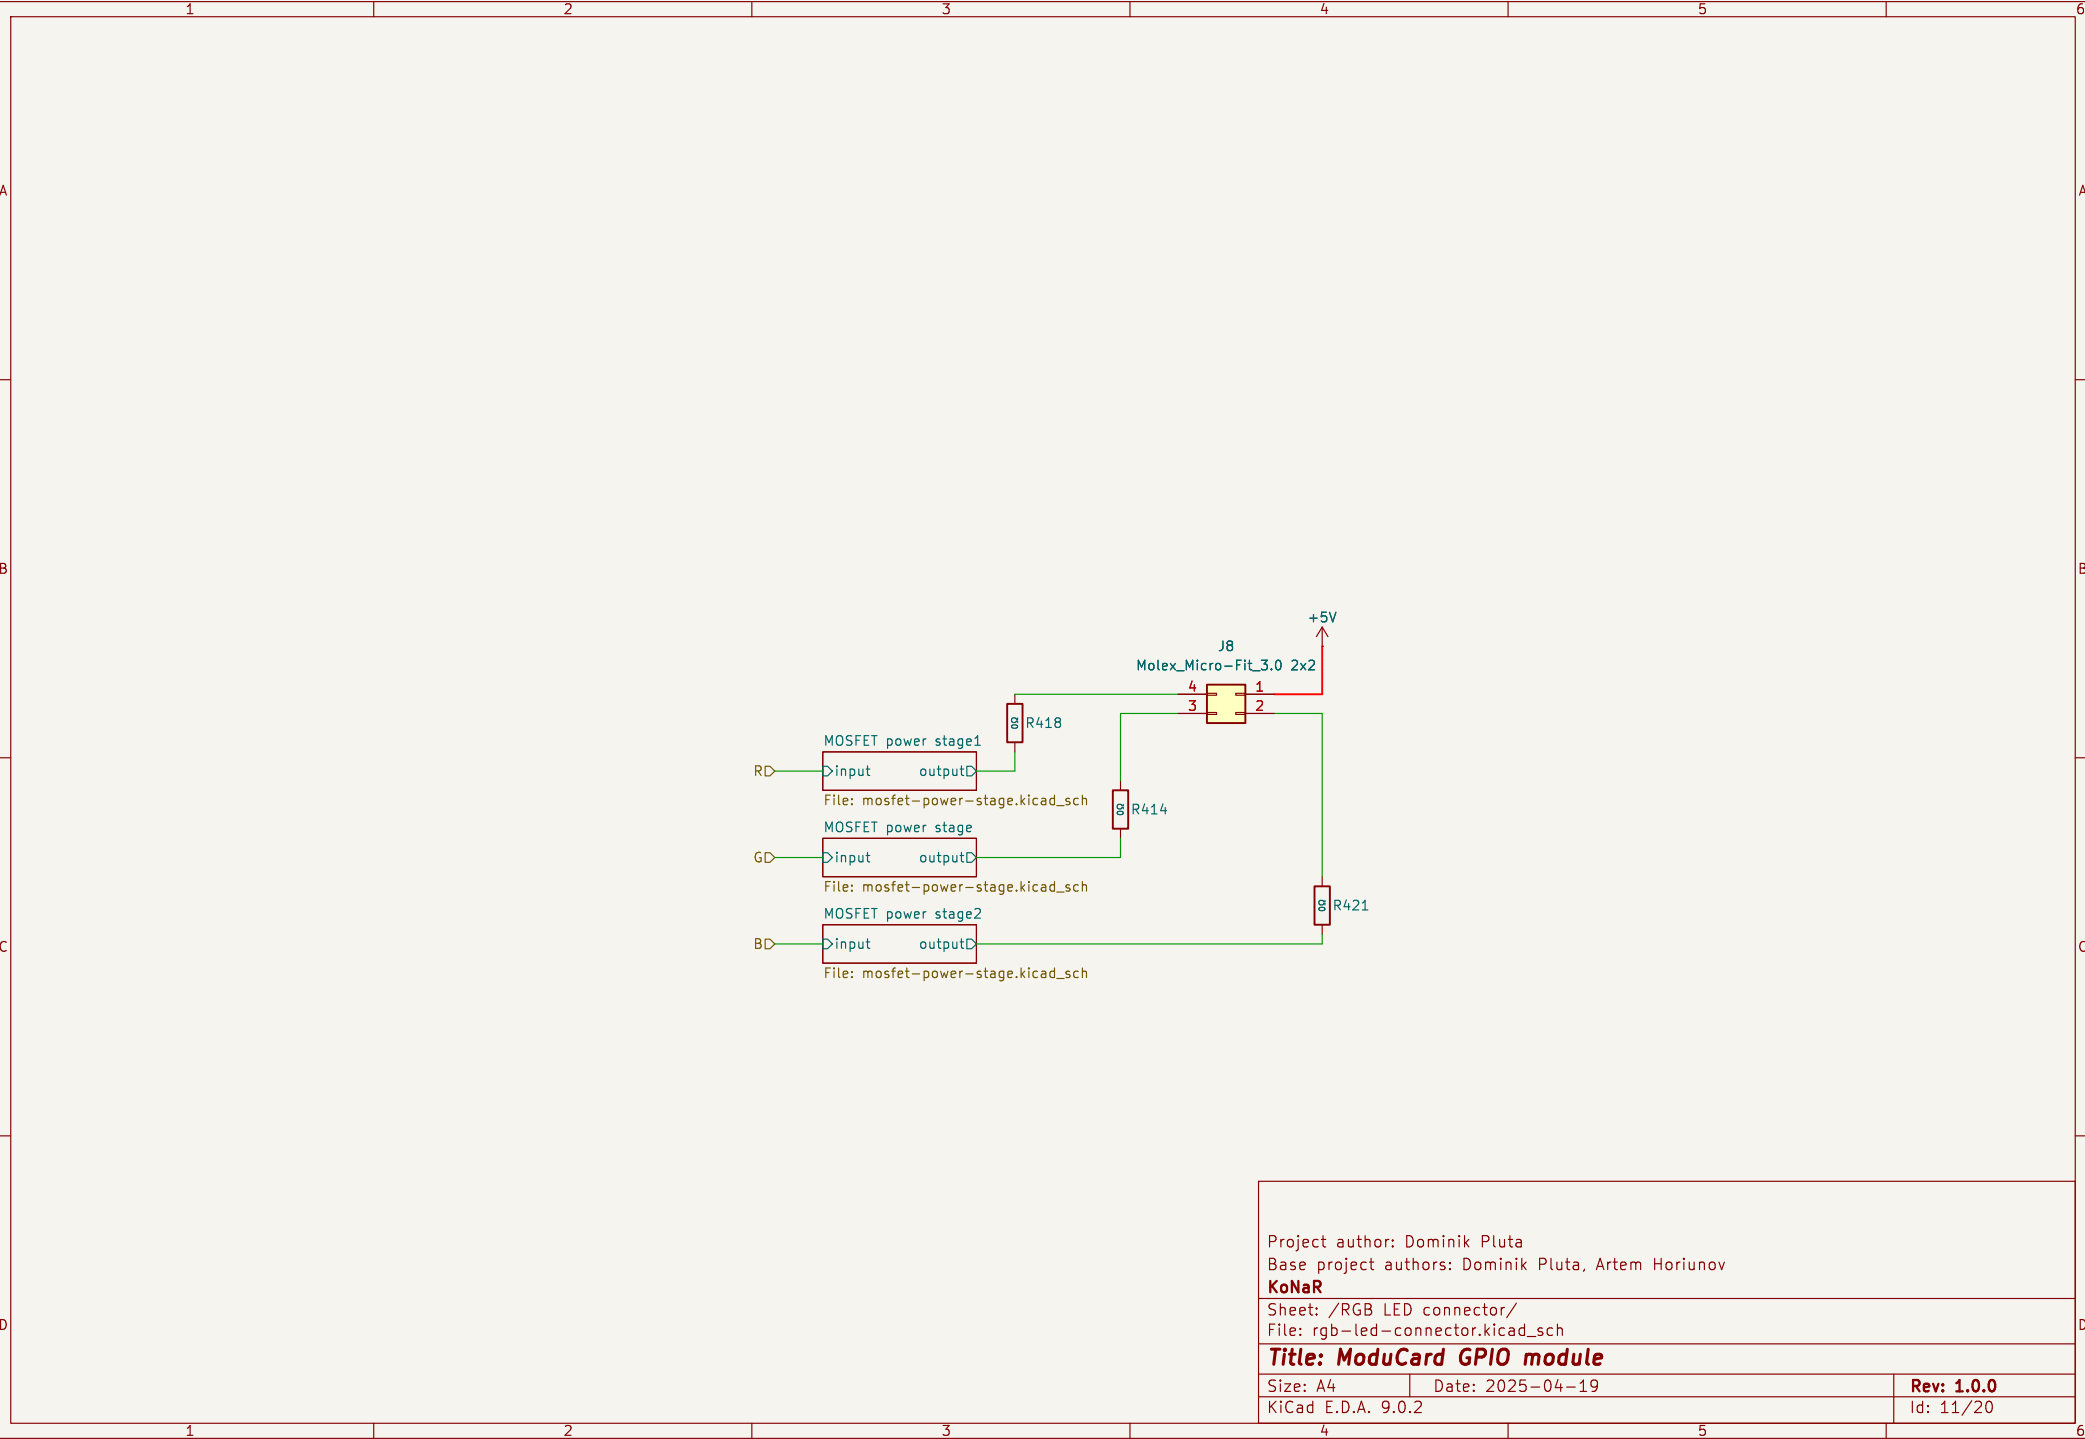 1 2 3 4 5 6
A A
B B
+5V
J8
Molex_Micro-Fit_3.0 2x2
4 1
3 2
0Ω R418
MOSFET power stage1
R input output
File: mosfet-power-stage.kicad_sch
0Ω R414
MOSFET power stage
G input output
File: mosfet-power-stage.kicad_sch
0Ω R421
MOSFET power stage2
B input output
File: mosfet-power-stage.kicad_sch
C C
Project author: Dominik Pluta
Base project authors: Dominik Pluta, Artem Horiunov
KoNaR
Sheet: /RGB LED connector/
File: rgb-led-connector.kicad_sch
D D
Title: ModuCard GPIO module
Size: A4 Date: 2025-04-19 Rev: 1.0.0
KiCad E.D.A. 9.0.2 Id: 11/20
1 2 3 4 5 6